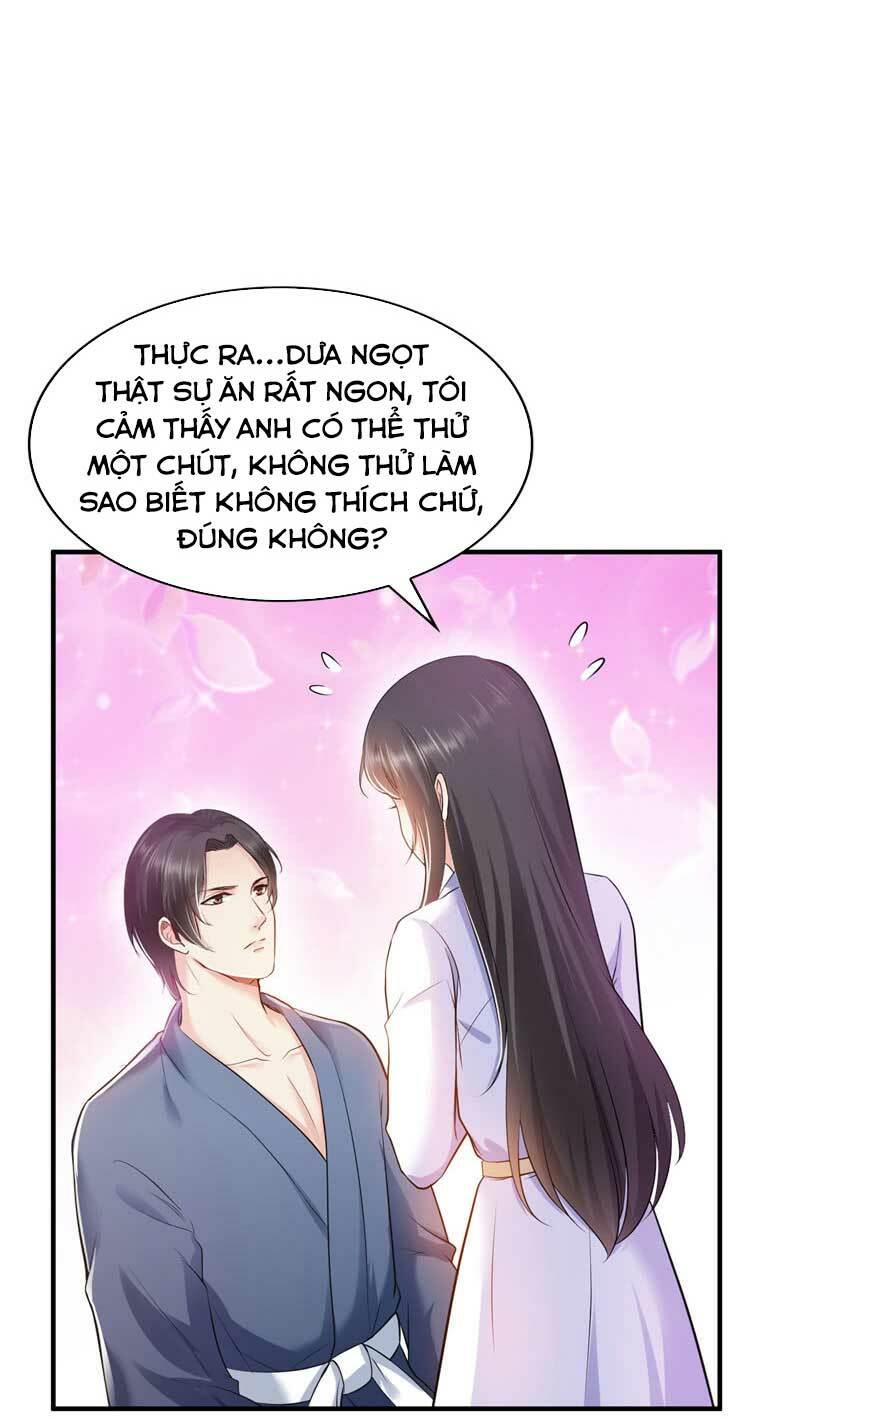 THỰC RA...DƯA NGỌT
THẬT SỰ ĂN RẤT NGON, TÔI
CẢM THẤY ANH CÓ THỂ THỬ
MỘT CHÚT, KHÔNG THỬ LÀM
SAO BIẾT KHÔNG THÍCH CHỨ,
ĐÚNG KHÔNG?